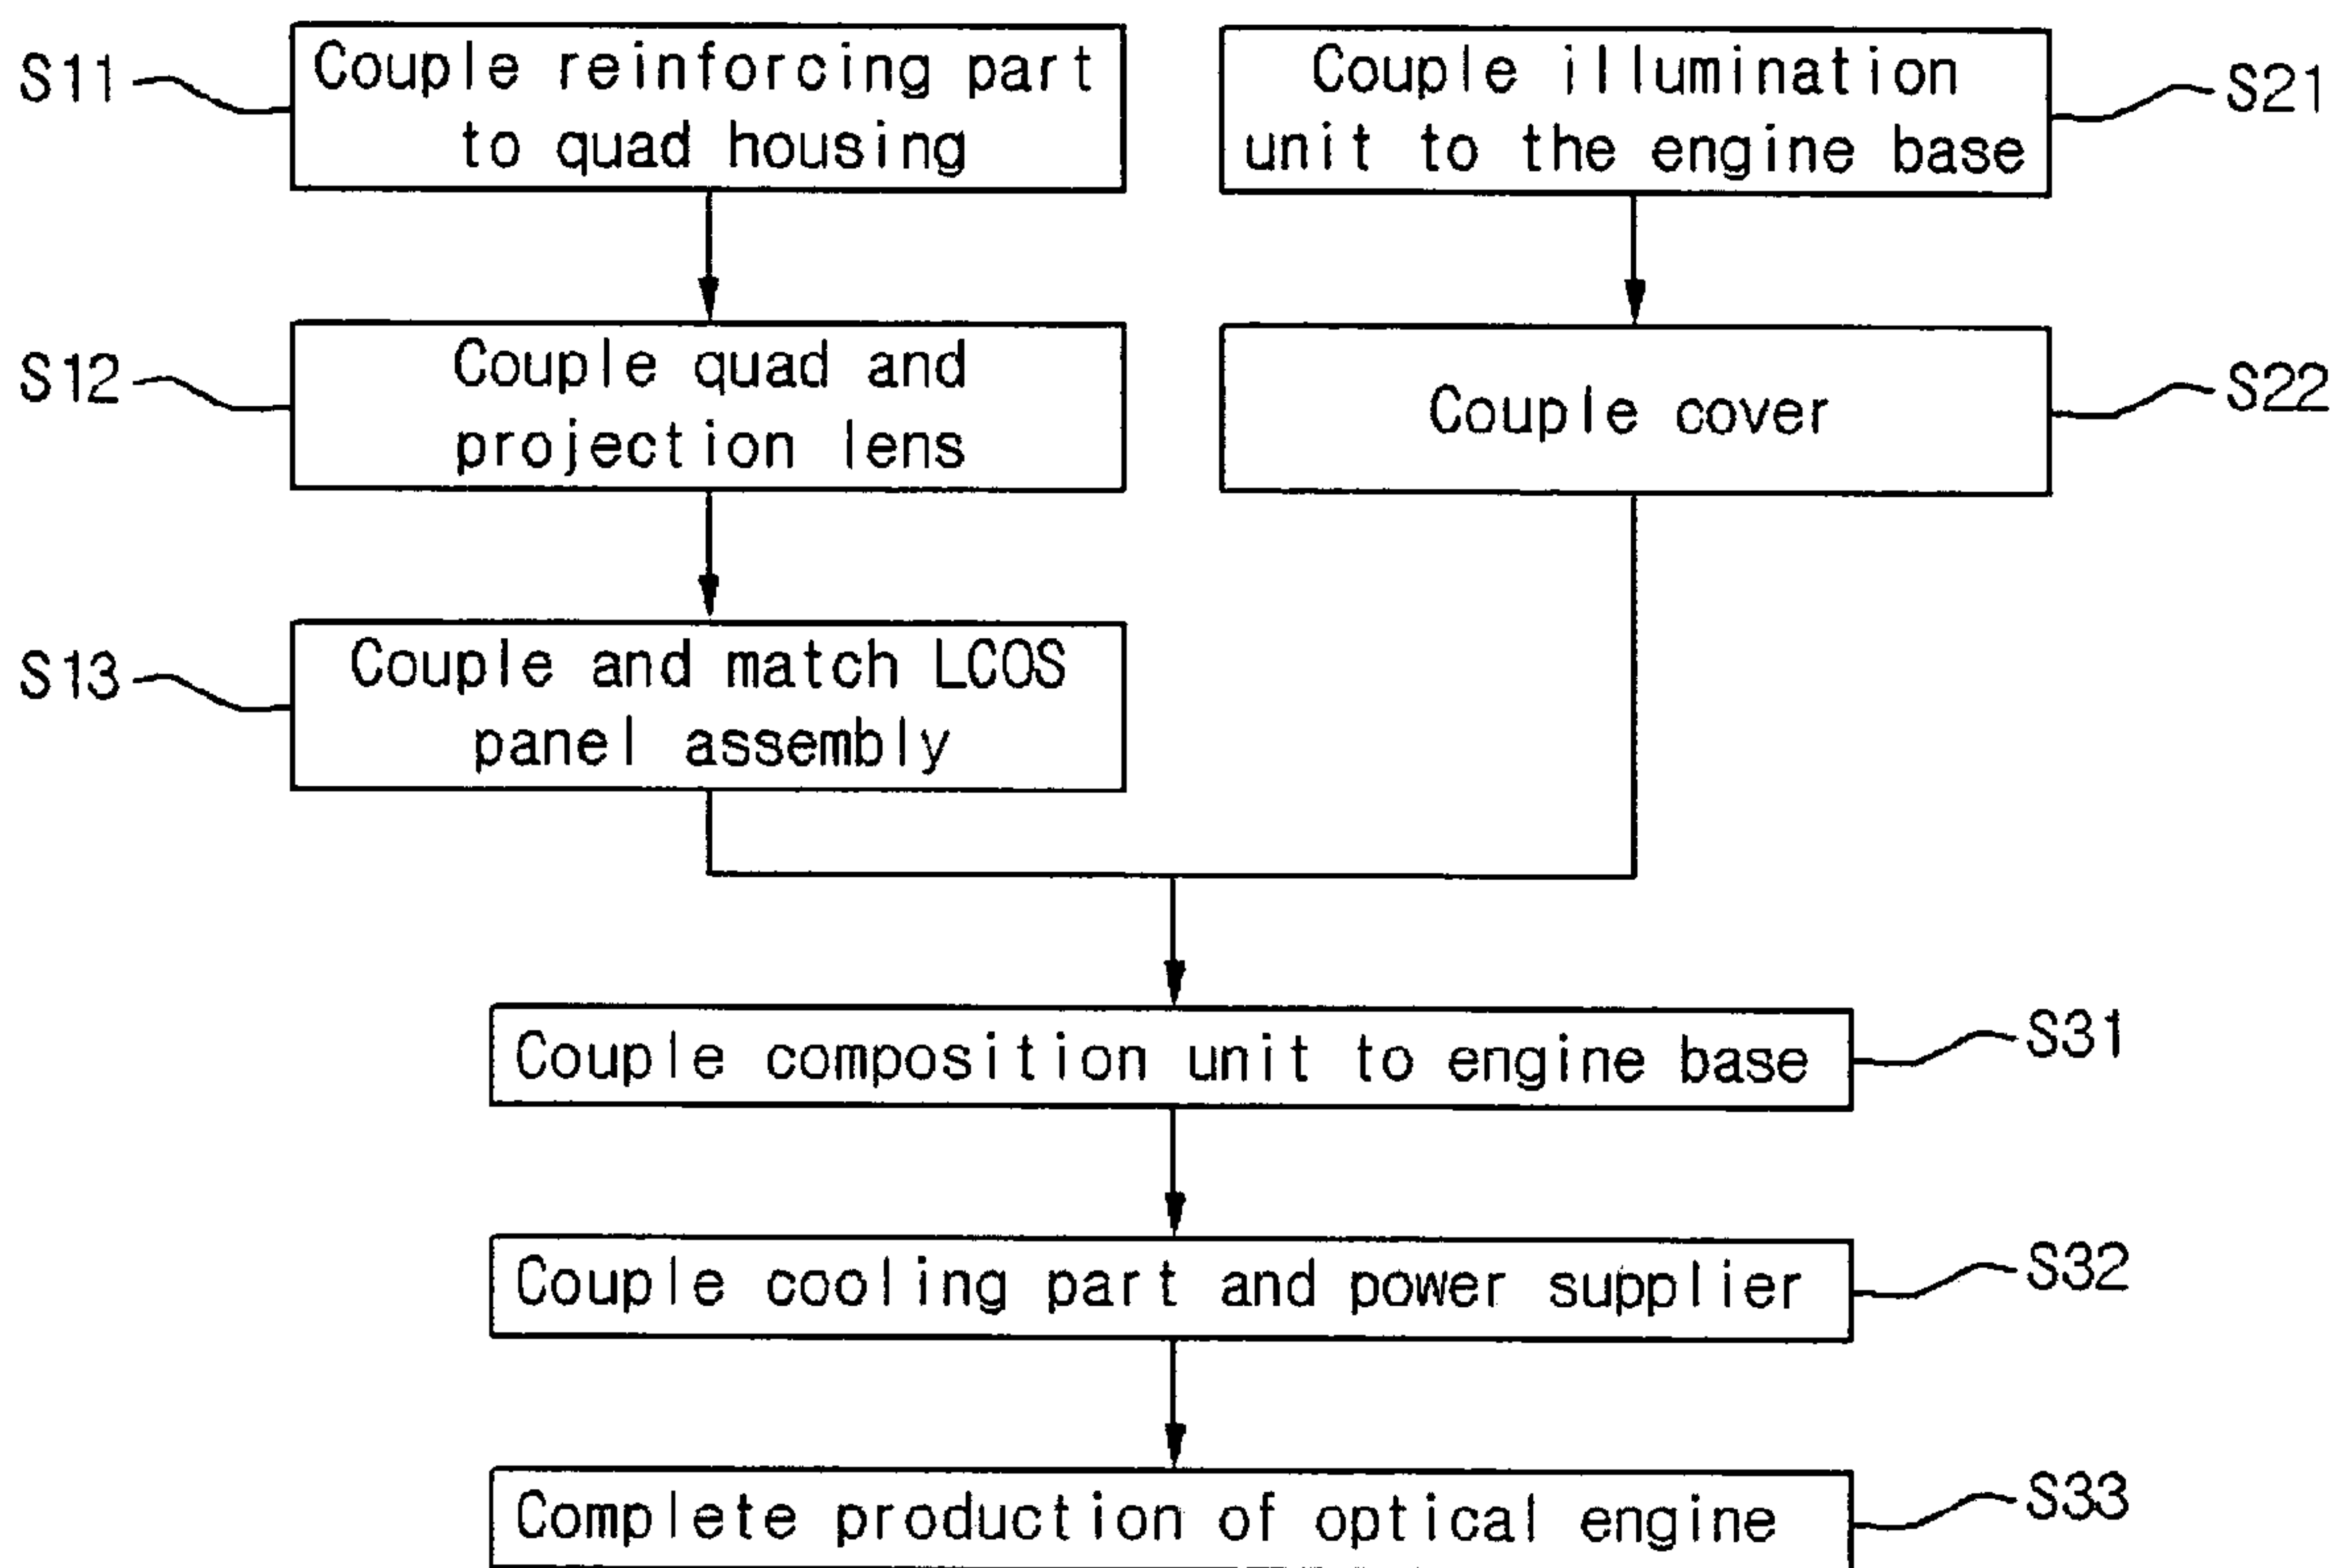 S11
Couple reinforcing part
to quad housing
Couple illumination
unit to the engine base
S21
S12
Couple quad and
projection lens
Couple cover
S22
S13
Couple and match LCOS
panel assembly
Couple composition unit to engine base
S31
Couple cooling part and power supplier
S32
Complete production of optical engine
S33